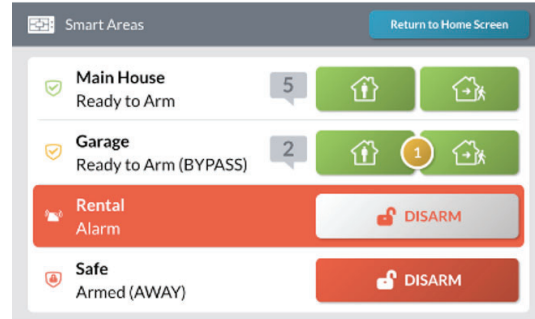 Smart Areas
Return to Home Screen
Main House
5
Ready to Arm
Garage
2
1
Ready to Arm (BYPASS)
Rental
Alarm
DISARM
Safe
Armed (AWAY)
DISARM